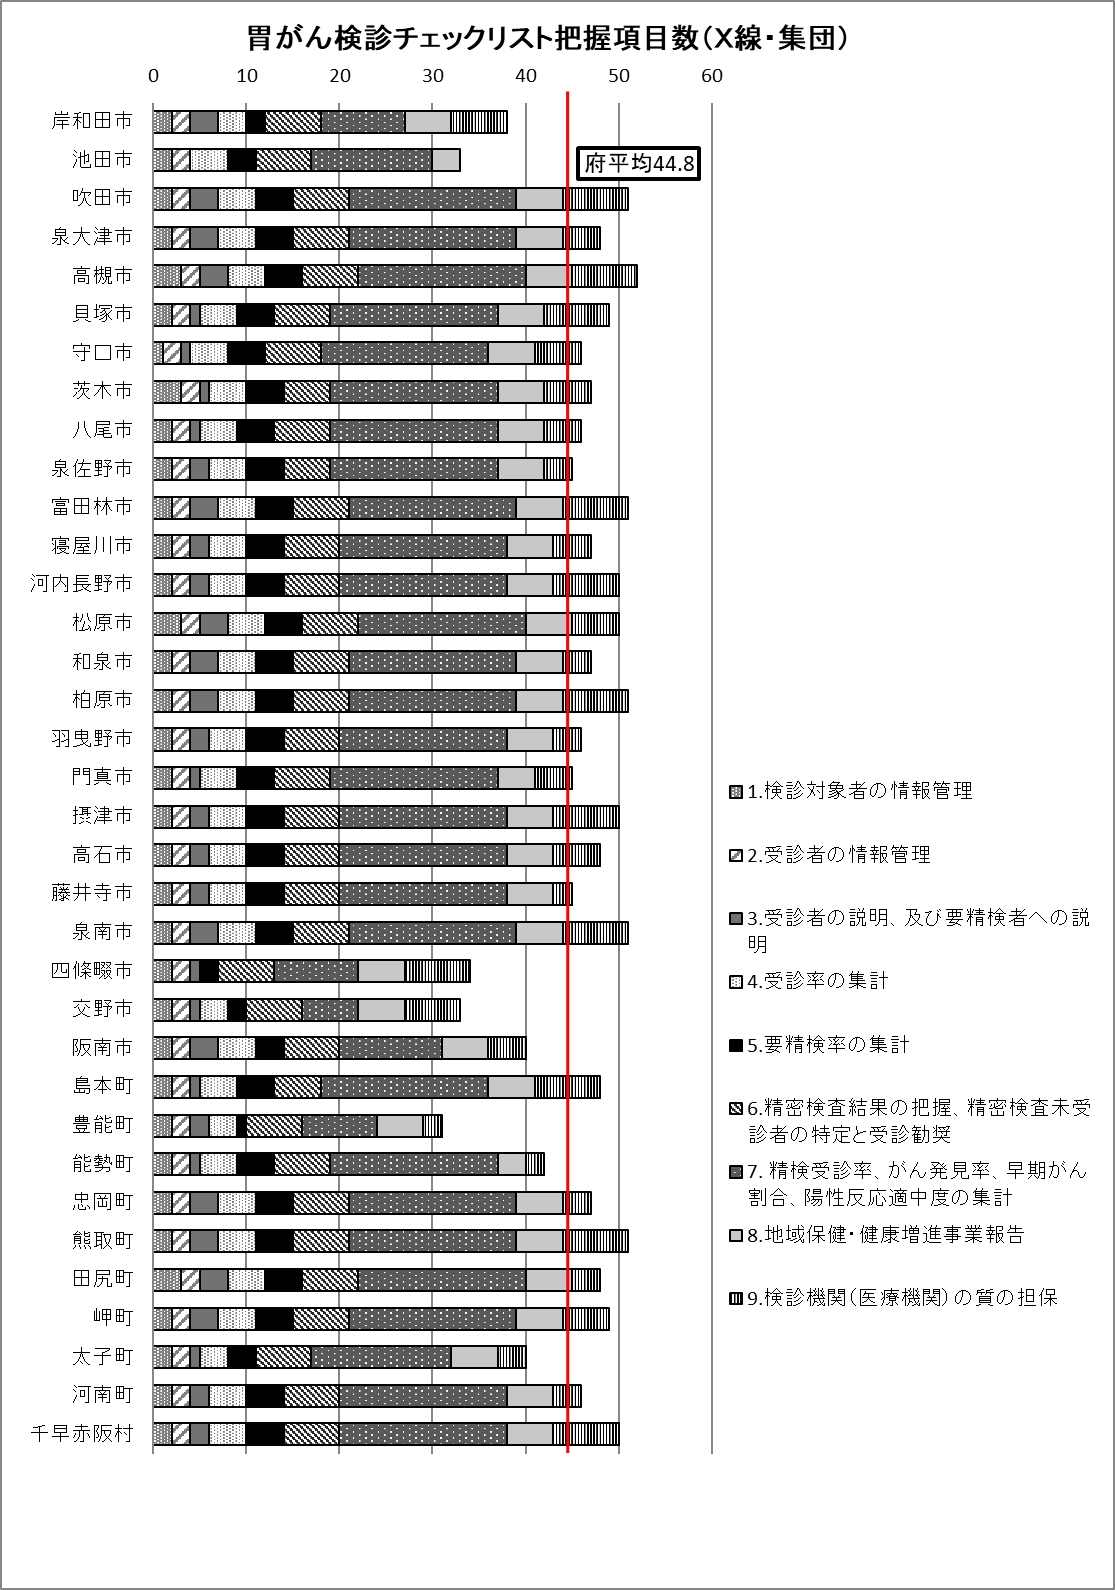 胃がん検診チェックリスト把握項目数（X線・集団）
0 10 20 30 40 50 60
岸和田市
池田市
府平均44.8
吹田市
泉大津市
高槻市
貝塚市
守口市
茨木市
八尾市
泉佐野市
富田林市
寝屋川市
河内長野市
松原市
和泉市
柏原市
羽曳野市
門真市
摂津市
高石市
藤井寺市
泉南市
四條畷市
交野市
阪南市
島本町
豊能町
能勢町
忠岡町
熊取町
田尻町
岬町
太子町
河南町
千早赤阪村
1.検診対象者の情報管理
2.受診者の情報管理
3.受診者の説明、及び要精検者への説
明
4.受診率の集計
5.要精検率の集計
6.精密検査結果の把握、精密検査未受
診者の特定と受診勧奨
7. 精検受診率、がん発見率、早期がん
割合、陽性反応適中度の集計
8.地域保健・健康増進事業報告
9.検診機関（医療機関）の質の担保